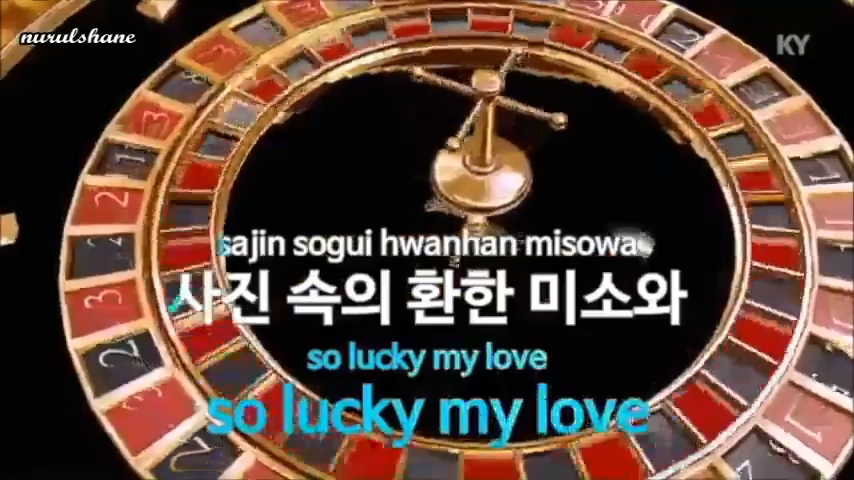 nurulshane
KY
sajin sogui hwanhan misowa
사진 속의 환한 미소와
so lucky my love
so lucky my love